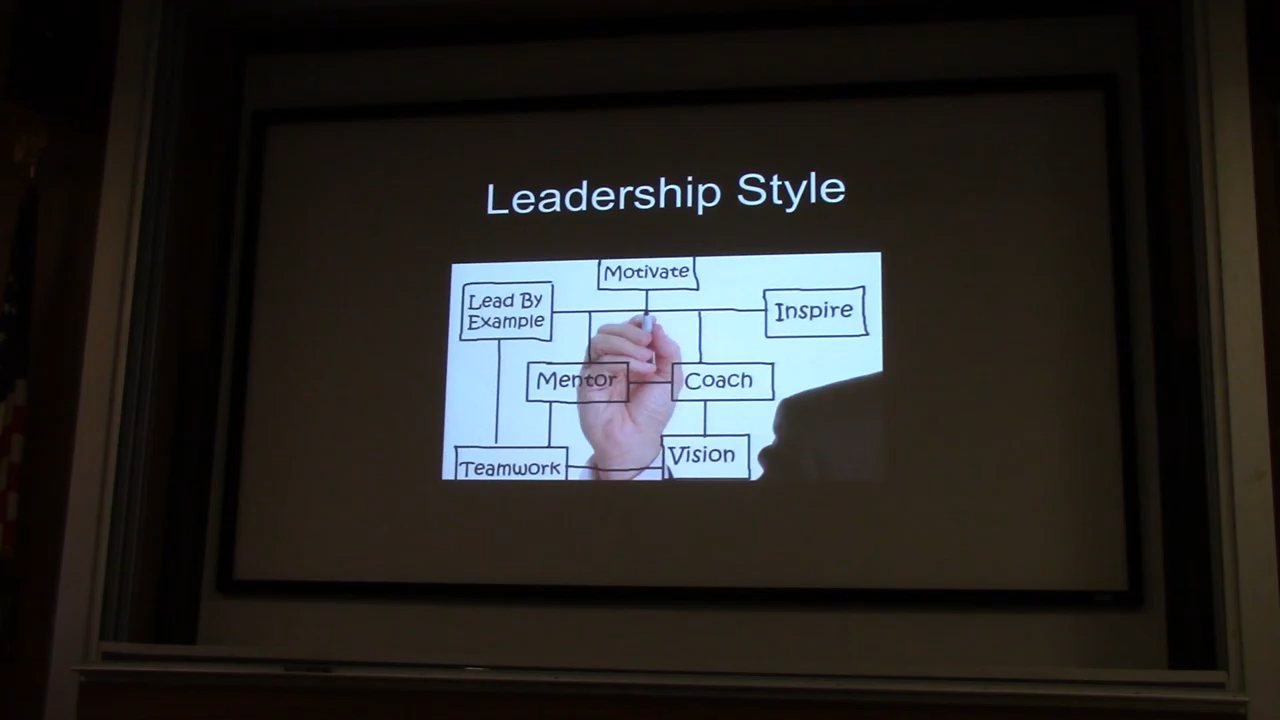 Leadership Style
Motivate
Lead By
Example
Inspire
Mentor
Coach
Teamwork
Vision